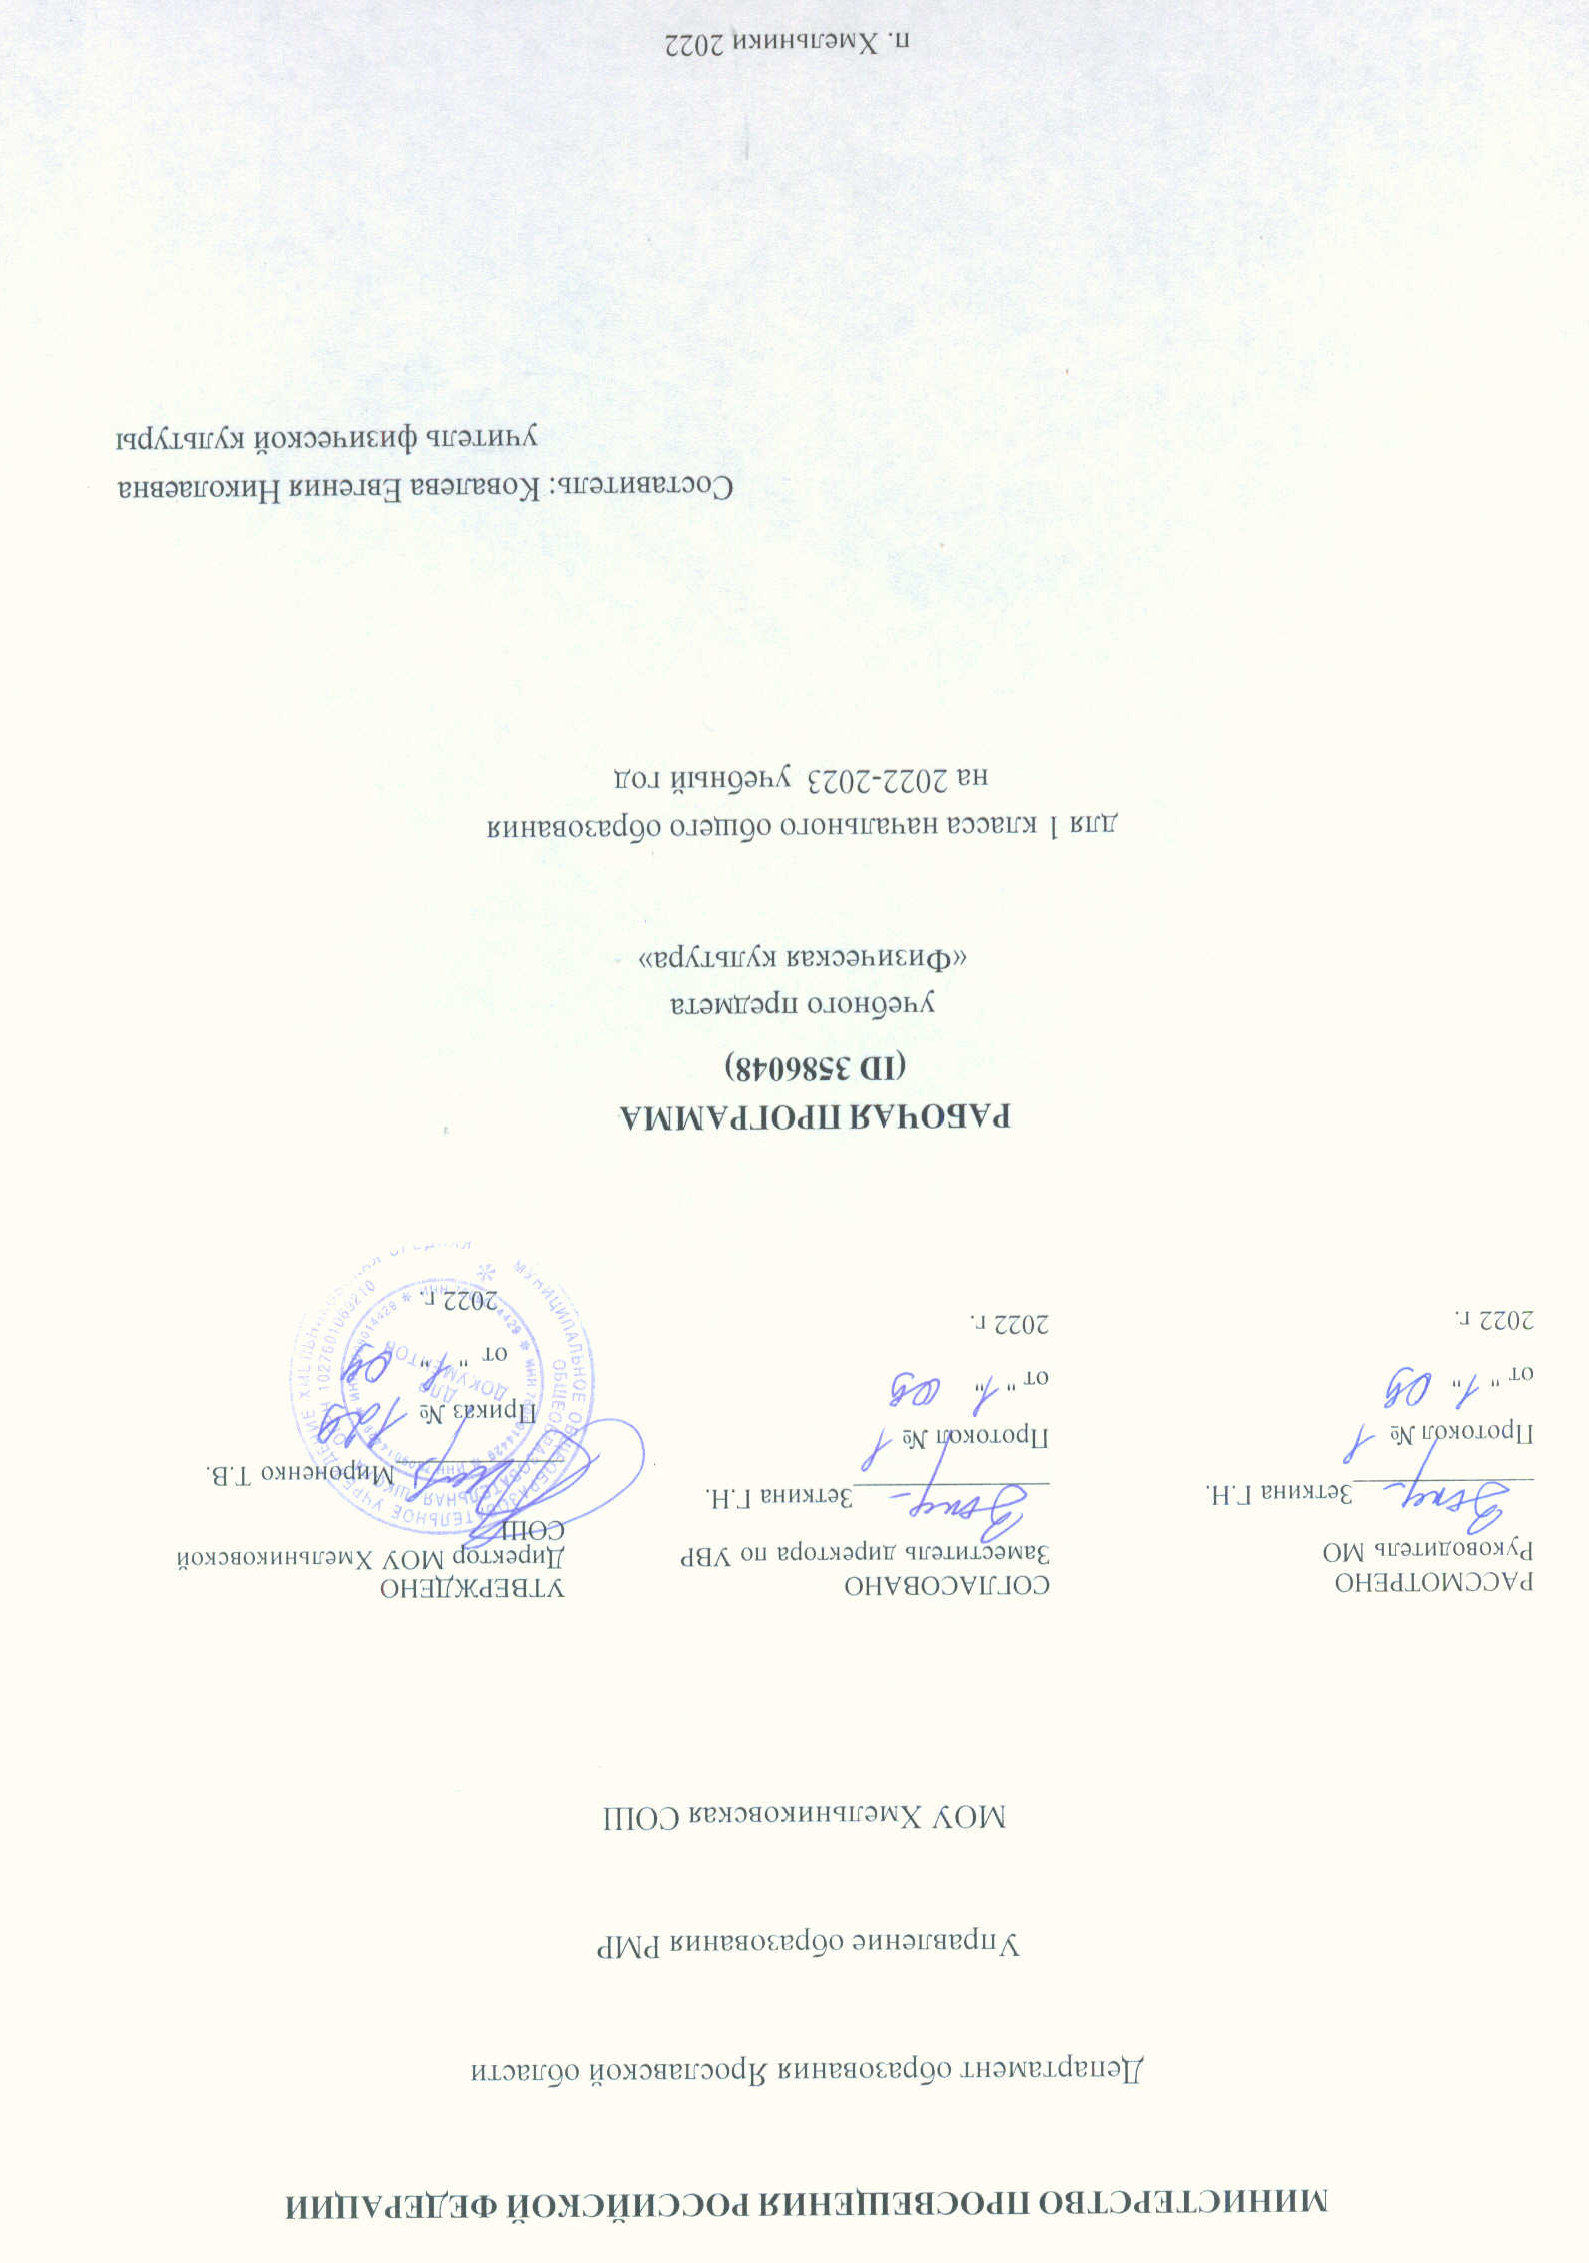 МИНИСТЕРСТВО ПРОСВЕЩЕНИЯ РОССИЙСКОЙ ФЕДЕРАЦИИ
Департамент образования Ярославской области
Управление образования РМР
МОУ Хмельниковская СОШ
РАССМОТРЕНО
Руководитель МО
Зеткина Г.Н.
Протокол № 1
от " 1 " 09
2022 г.
СОГЛАСОВАНО
Заместитель директора по УВР
Зеткина Г.Н.
Протокол № 1
от " 1 " 09
2022 г.
УТВЕРЖДЕНО
Директор МОУ Хмельниковской
СОШ
Мироненко Т.В.
Приказ № 129
от " 1 " 09
2022 г.
ДЛЯ
ДОКУМЕНТОВ
РАБОЧАЯ ПРОГРАММА
(ID 3586048)
учебного предмета
«Физическая культура»
для 1 класса начального общего образования
на 2022-2023 учебный год
Составитель: Ковалева Евгения Николаевна
учитель физической культуры
п. Хмельники 2022